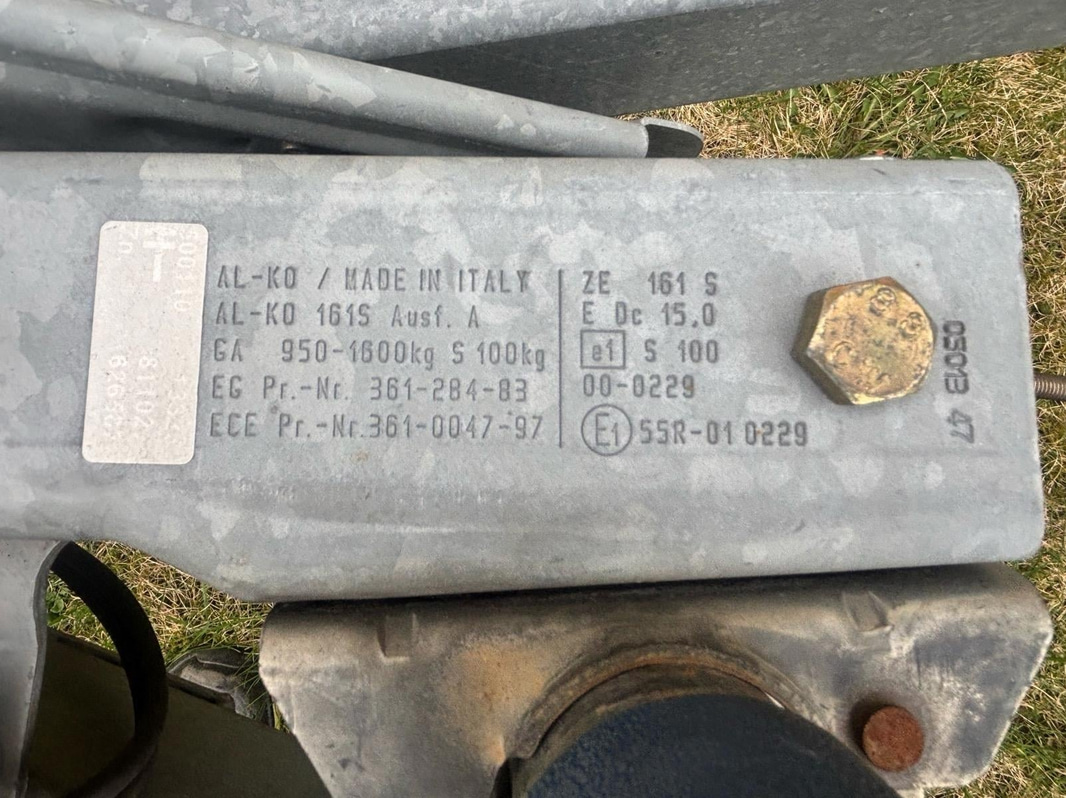 AL-KO / MADE IN ITALY
AL-KO 161S Ausf. A
GA 950-1600kg S 100kg
EG Pr.-Nr. 361-284-83
ECE Pr.-Nr.361-0047-97
ZE 161 S
E Dc 15.0
e1 S 100
00-0229
E1 55R-01 0229
050113 47